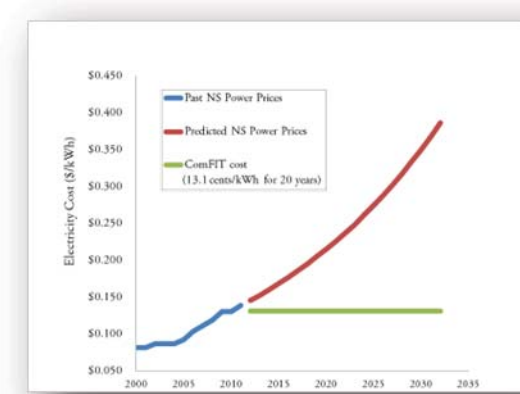 $0.450
$0.400
$0.350
$0.300
$0.250
$0.200
$0.150
$0.100
$0.050
Electricity Cost ($/kWh)
Past NS Power Prices
Predicted NS Power Prices
ComFIT cost
(13.1 cents/kWh for 20 years)
2000 2005 2010 2015 2020 2025 2030 2035